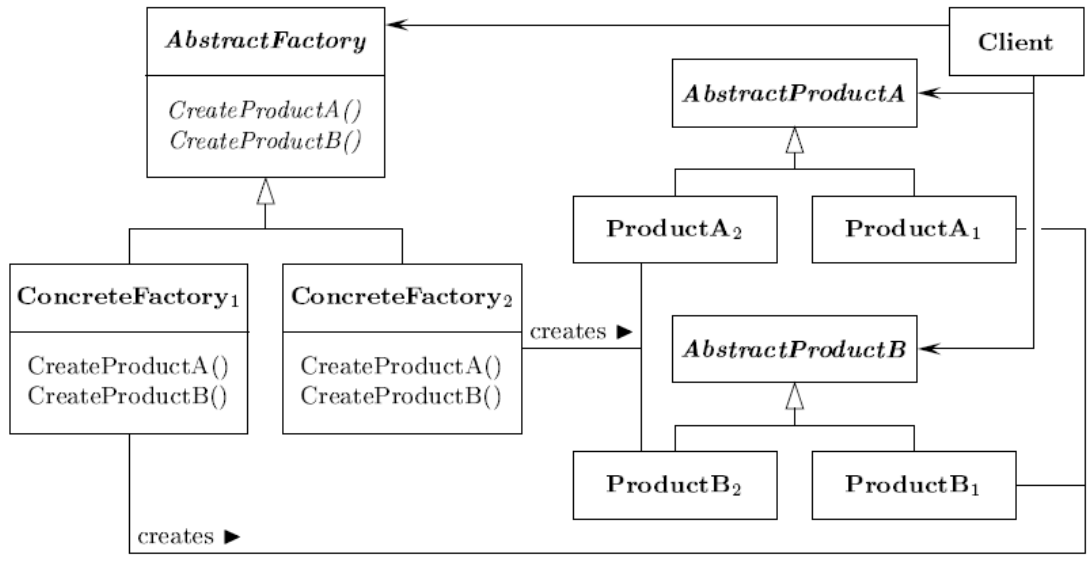 AbstractFactory
CreateProductA()
CreateProductB()
Client
AbstractProductA
ProductA₂
ProductA₁
ConcreteFactory₁
CreateProductA()
CreateProductB()
ConcreteFactory₂
CreateProductA()
CreateProductB()
creates ►
AbstractProductB
ProductB₂
ProductB₁
creates ►